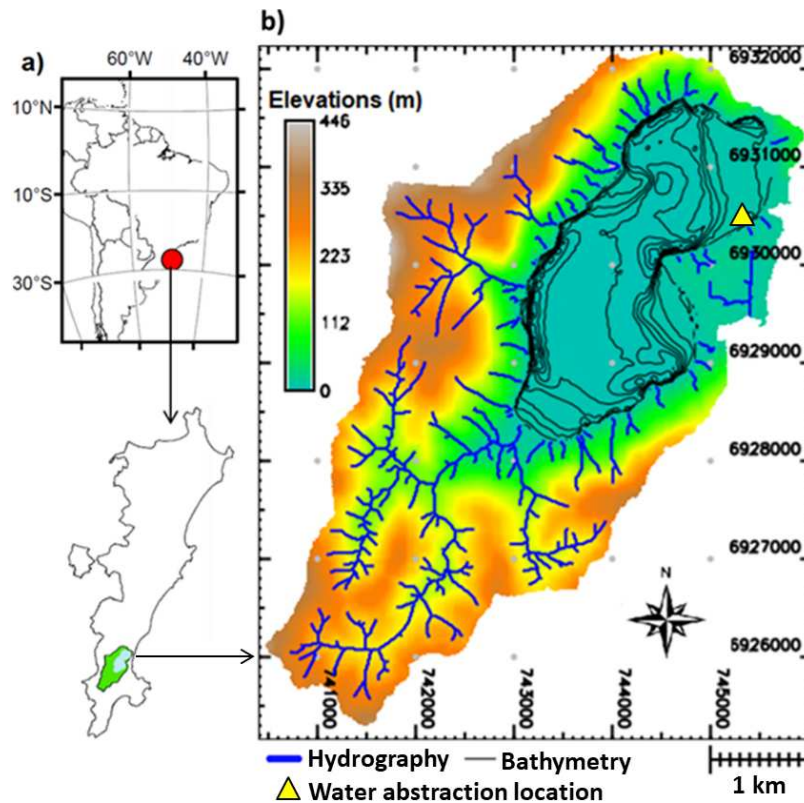 a)
60°W 40°W
10°N
10°S
30°S
b)
Elevations (m)
446
335
223
112
0
6932000
6931000
6930000
6929000
6928000
6927000
6926000
741000
742000
743000
744000
745000
N
Hydrography
Bathymetry
Water abstraction location
1 km